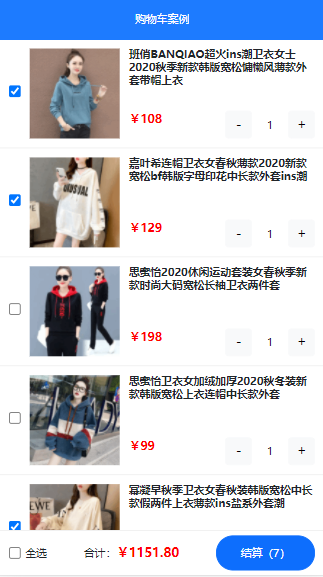 购物车案例
班俏BANQIAO超火ins潮卫衣女士
2020秋季新款韩版宽松慵懒风薄款外
套带帽上衣
￥108
- 1 +
嘉叶希连帽卫衣女春秋薄款2020新款
宽松bf韩版字母印花中长款外套ins潮
￥129
- 1 +
思蜜怡2020休闲运动套装女春秋季新
款时尚大码宽松长袖卫衣两件套
￥198
- 1 +
思蜜怡卫衣女加绒加厚2020秋冬装新
款韩版宽松上衣连帽中长款外套
￥99
- 1 +
幂凝早秋季卫衣女春秋装韩版宽松中长
款假两件上衣薄款ins盐系外套潮
全选 合计：￥1151.80 结算（7）